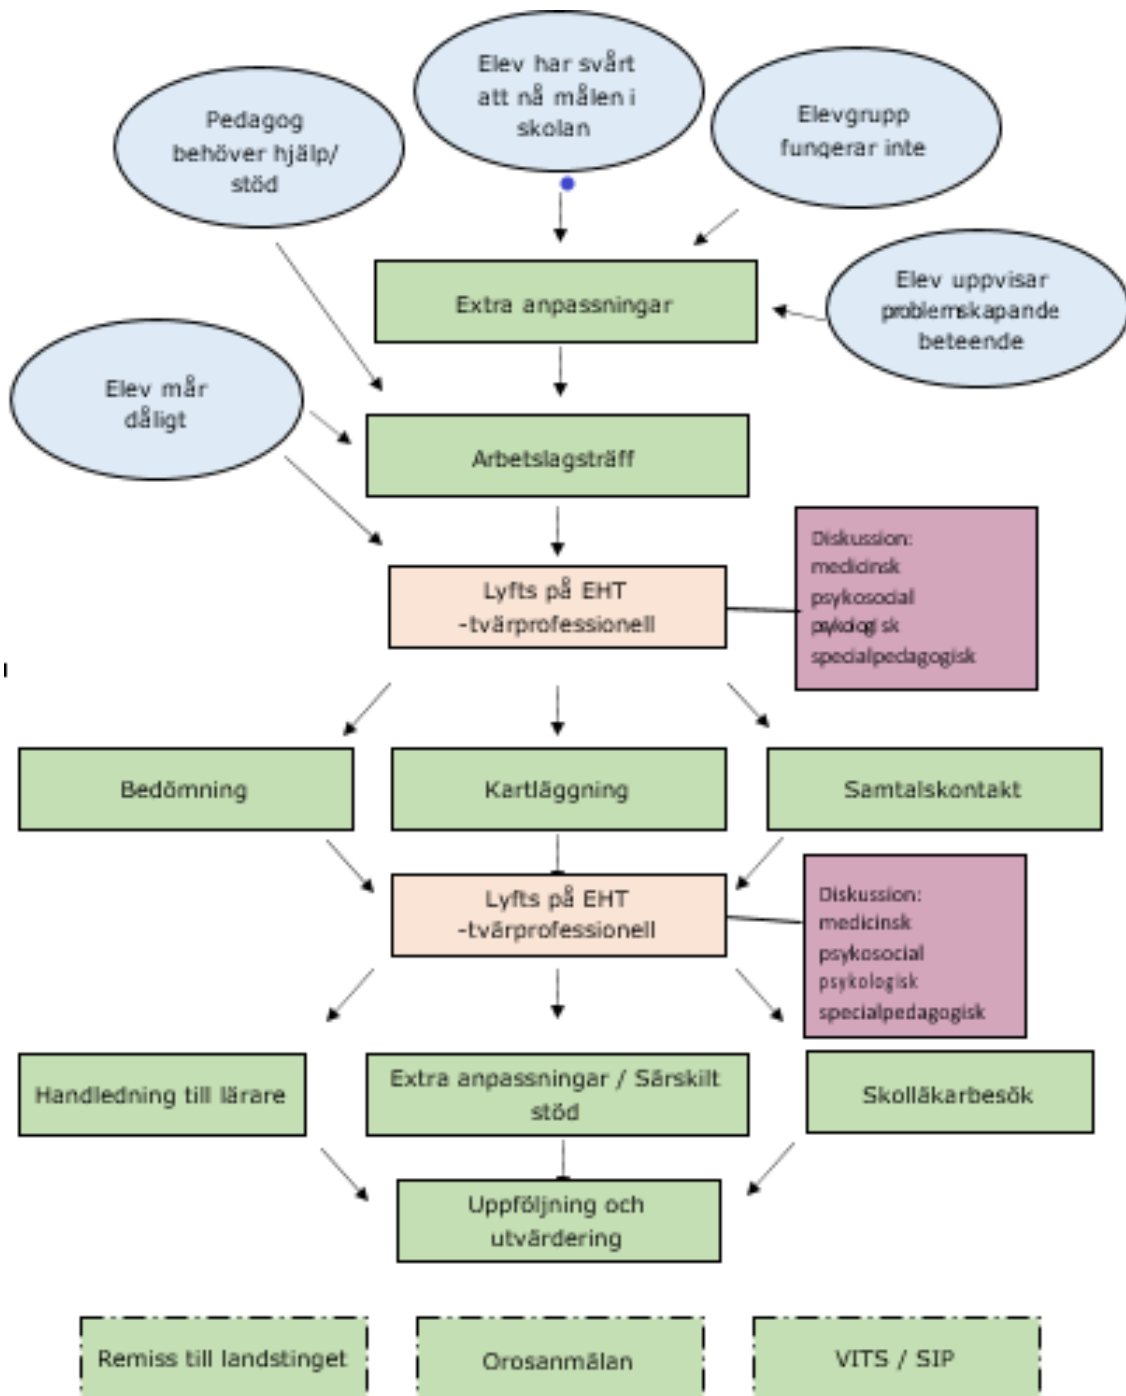 Elev har svårt
att nå målen i
skolan
Pedagog
behöver hjälp/
stöd
Elevgrupp
fungerar inte
Elev uppvisar
problemskapande
beteende
Extra anpassningar
Elev mår
dåligt
Arbetslagsträff
Lyfts på EHT
-tvärprofessionell
Diskussion:
medicinsk
psykosocial
psykologisk
specialpedagogisk
Bedömning
Kartläggning
Samtalskontakt
Lyfts på EHT
-tvärprofessionell
Diskussion:
medicinsk
psykosocial
psykologisk
specialpedagogisk
Handledning till lärare
Extra anpassningar / Särskilt
stöd
Skolläkarbesök
Uppföljning och
utvärdering
Remiss till landstinget
Orosanmälan
VITS / SIP